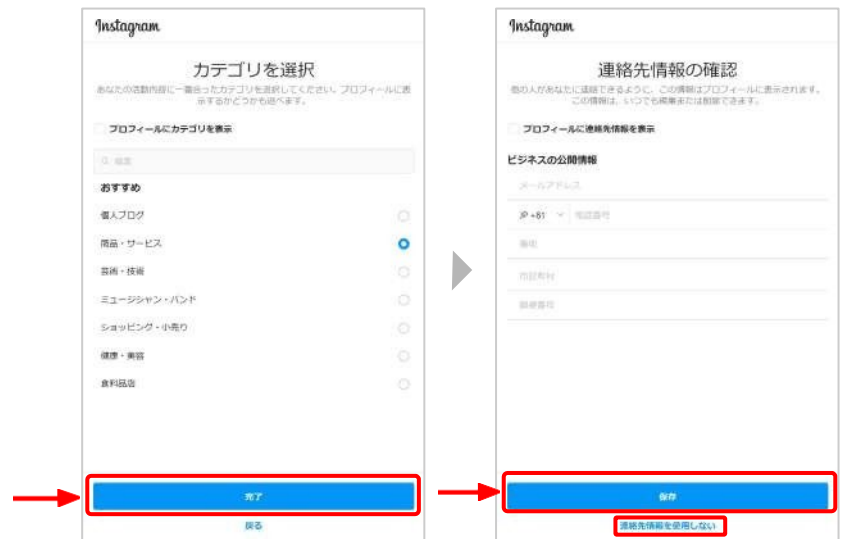 Instagram
カテゴリを選択
あなたの活動内容に一番合ったカテゴリを選択してください。プロフィールに表
示するかどうかも選べます。
プロフィールにカテゴリを表示
検索
おすすめ
個人ブログ
商品・サービス
芸術・技術
ミュージシャン・バンド
ショッピング・小売り
健康・美容
食料品店
完了
戻る
Instagram
連絡先情報の確認
他の人があなたに連絡できるように、この情報はプロフィールに表示されます。
この情報は、いつでも編集または削除できます。
プロフィールに連絡先情報を表示
ビジネスの公開情報
メールアドレス
JP +81 電話番号
番地
市区町村
郵便番号
保存
連絡先情報を使用しない